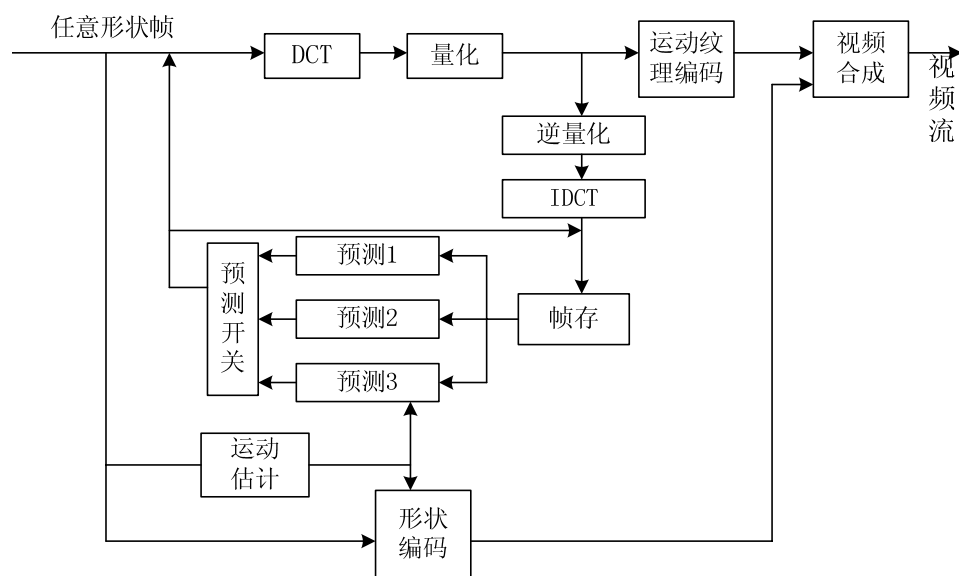 任意形状帧
DCT
量化
运动纹
理编码
视频
合成
视
频
流
逆量化
IDCT
预测1
预
测
开
关
预测2
帧存
预测3
运动
估计
形状
编码